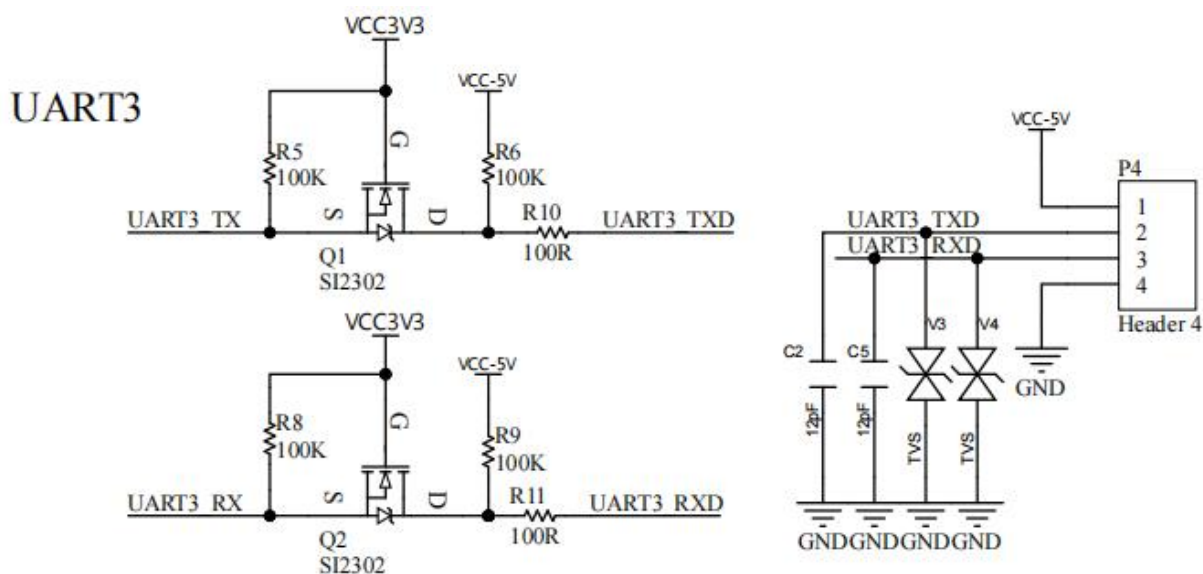 UART3
VCC3V3
VCC-5V
R5
100K
G
R6
100K
UART3_TX
S
D
R10
100R
UART3_TXD
Q1
SI2302
VCC3V3
VCC-5V
R8
100K
G
R9
100K
UART3_RX
S
D
R11
100R
UART3_RXD
Q2
SI2302
VCC-5V
P4
1
UART3_TXD
2
UART3_RXD
3
4
Header 4
GND
C2
12pF
C5
12pF
V3
TVS
V4
TVS
GND GND GND GND